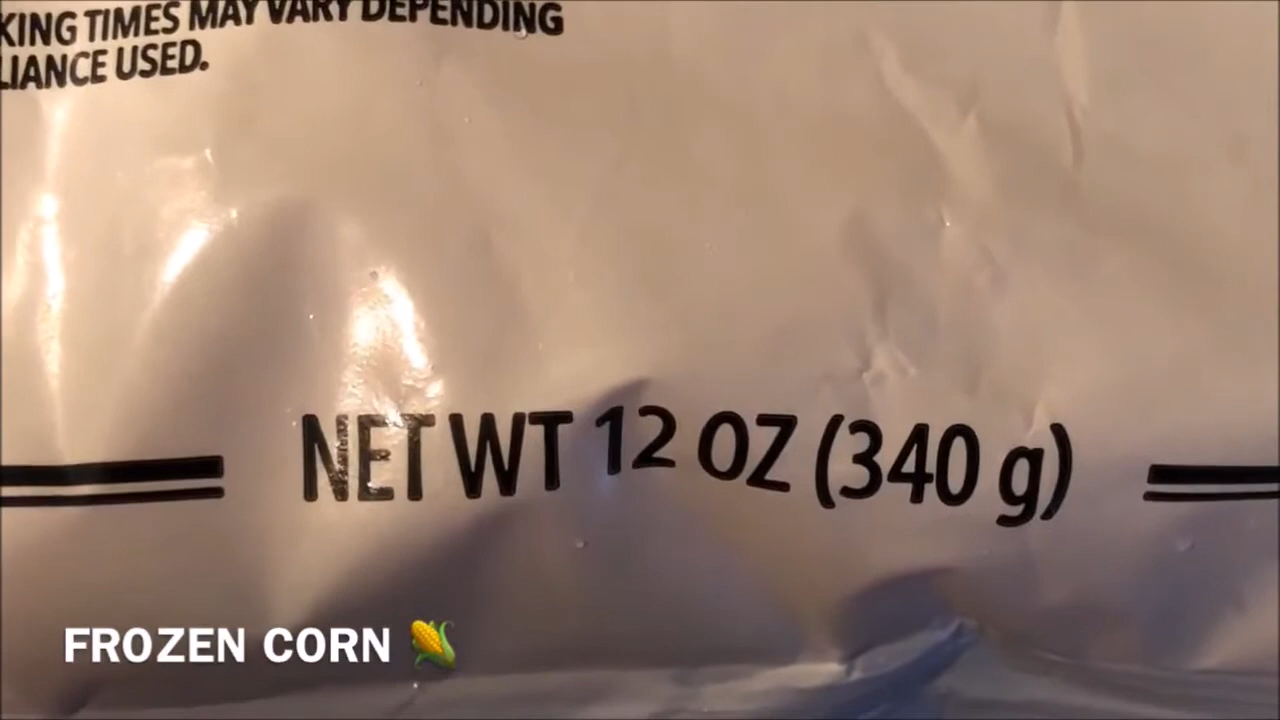 KING TIMES MAY VARY DEPENDING
LIANCE USED.
NET WT 12 OZ (340 g)
FROZEN CORN 🌽